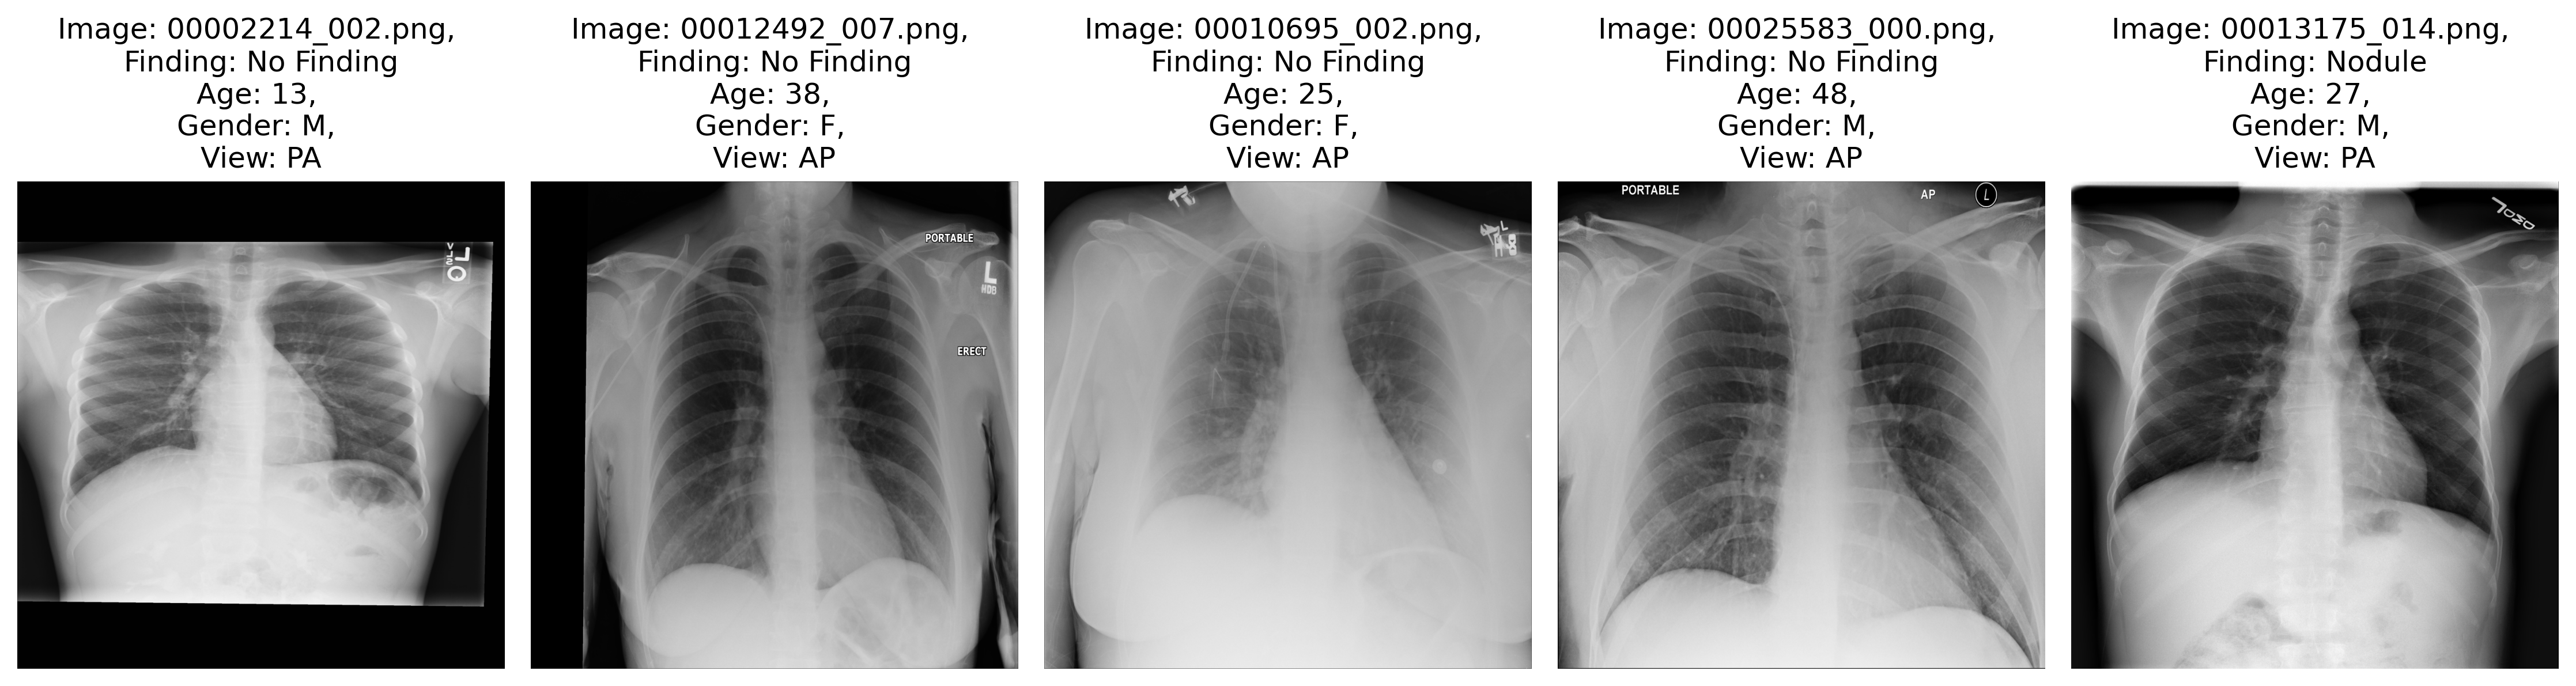 Image: 00002214_002.png,
Finding: No Finding
Age: 13,
Gender: M,
View: PA
Image: 00012492_007.png,
Finding: No Finding
Age: 38,
Gender: F,
View: AP
Image: 00010695_002.png,
Finding: No Finding
Age: 25,
Gender: F,
View: AP
Image: 00025583_000.png,
Finding: No Finding
Age: 48,
Gender: M,
View: AP
Image: 00013175_014.png,
Finding: Nodule
Age: 27,
Gender: M,
View: PA
L
PORTABLE
L
NDB
ERECT
L
PORTABLE
AP
L
L